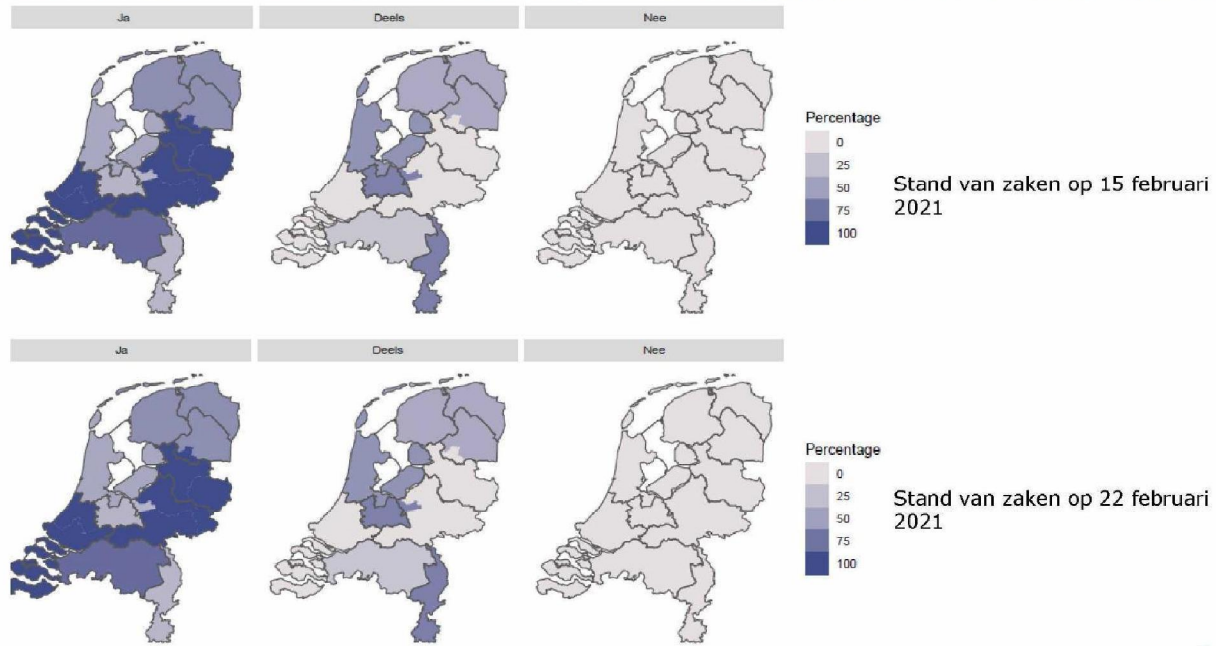 Ja
Deels
Nee
Percentage
0
25
50
75
100
Stand van zaken op 15 februari
2021
Ja
Deels
Nee
Percentage
0
25
50
75
100
Stand van zaken op 22 februari
2021